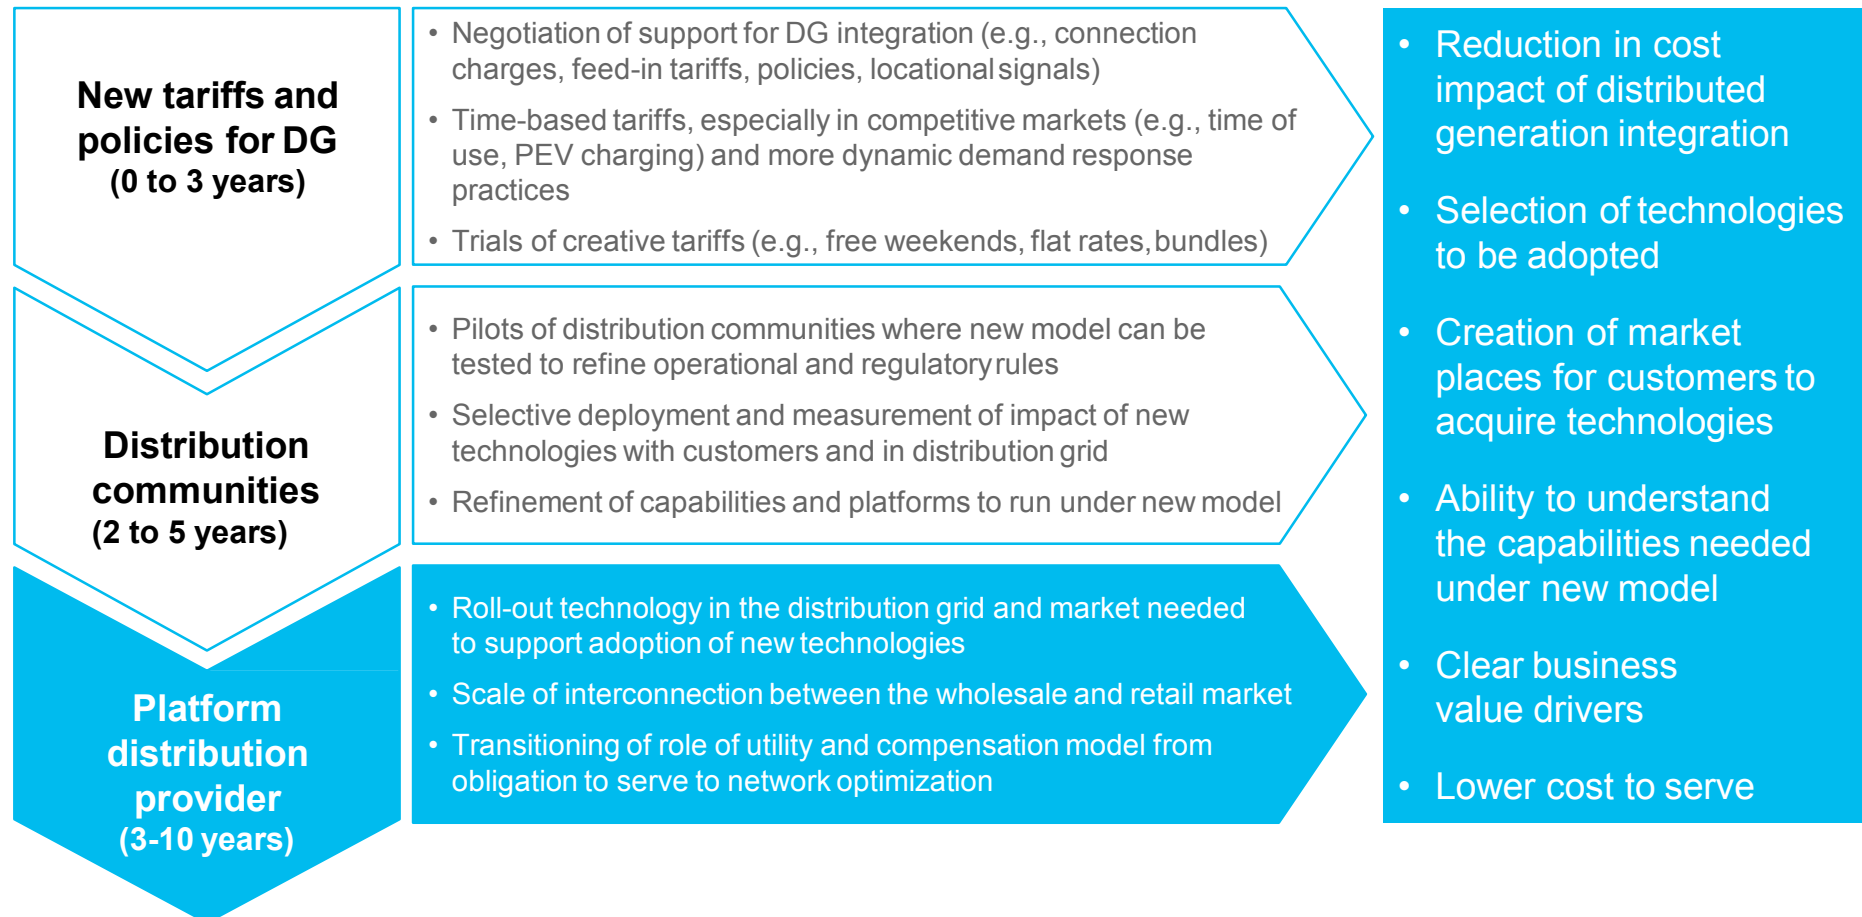 New tariffs and
policies for DG
(0 to 3 years)
• Negotiation of support for DG integration (e.g., connection
charges, feed-in tariffs, policies, locational signals)
• Time-based tariffs, especially in competitive markets (e.g., time of
use, PEV charging) and more dynamic demand response
practices
• Trials of creative tariffs (e.g., free weekends, flat rates, bundles)
Distribution
communities
(2 to 5 years)
• Pilots of distribution communities where new model can be
tested to refine operational and regulatory rules
• Selective deployment and measurement of impact of new
technologies with customers and in distribution grid
• Refinement of capabilities and platforms to run under new model
Platform
distribution
provider
(3-10 years)
• Roll-out technology in the distribution grid and market needed
to support adoption of new technologies
• Scale of interconnection between the wholesale and retail market
• Transitioning of role of utility and compensation model from
obligation to serve to network optimization
• Reduction in cost
impact of distributed
generation integration
• Selection of technologies
to be adopted
• Creation of market
places for customers to
acquire technologies
• Ability to understand
the capabilities needed
under new model
• Clear business
value drivers
• Lower cost to serve